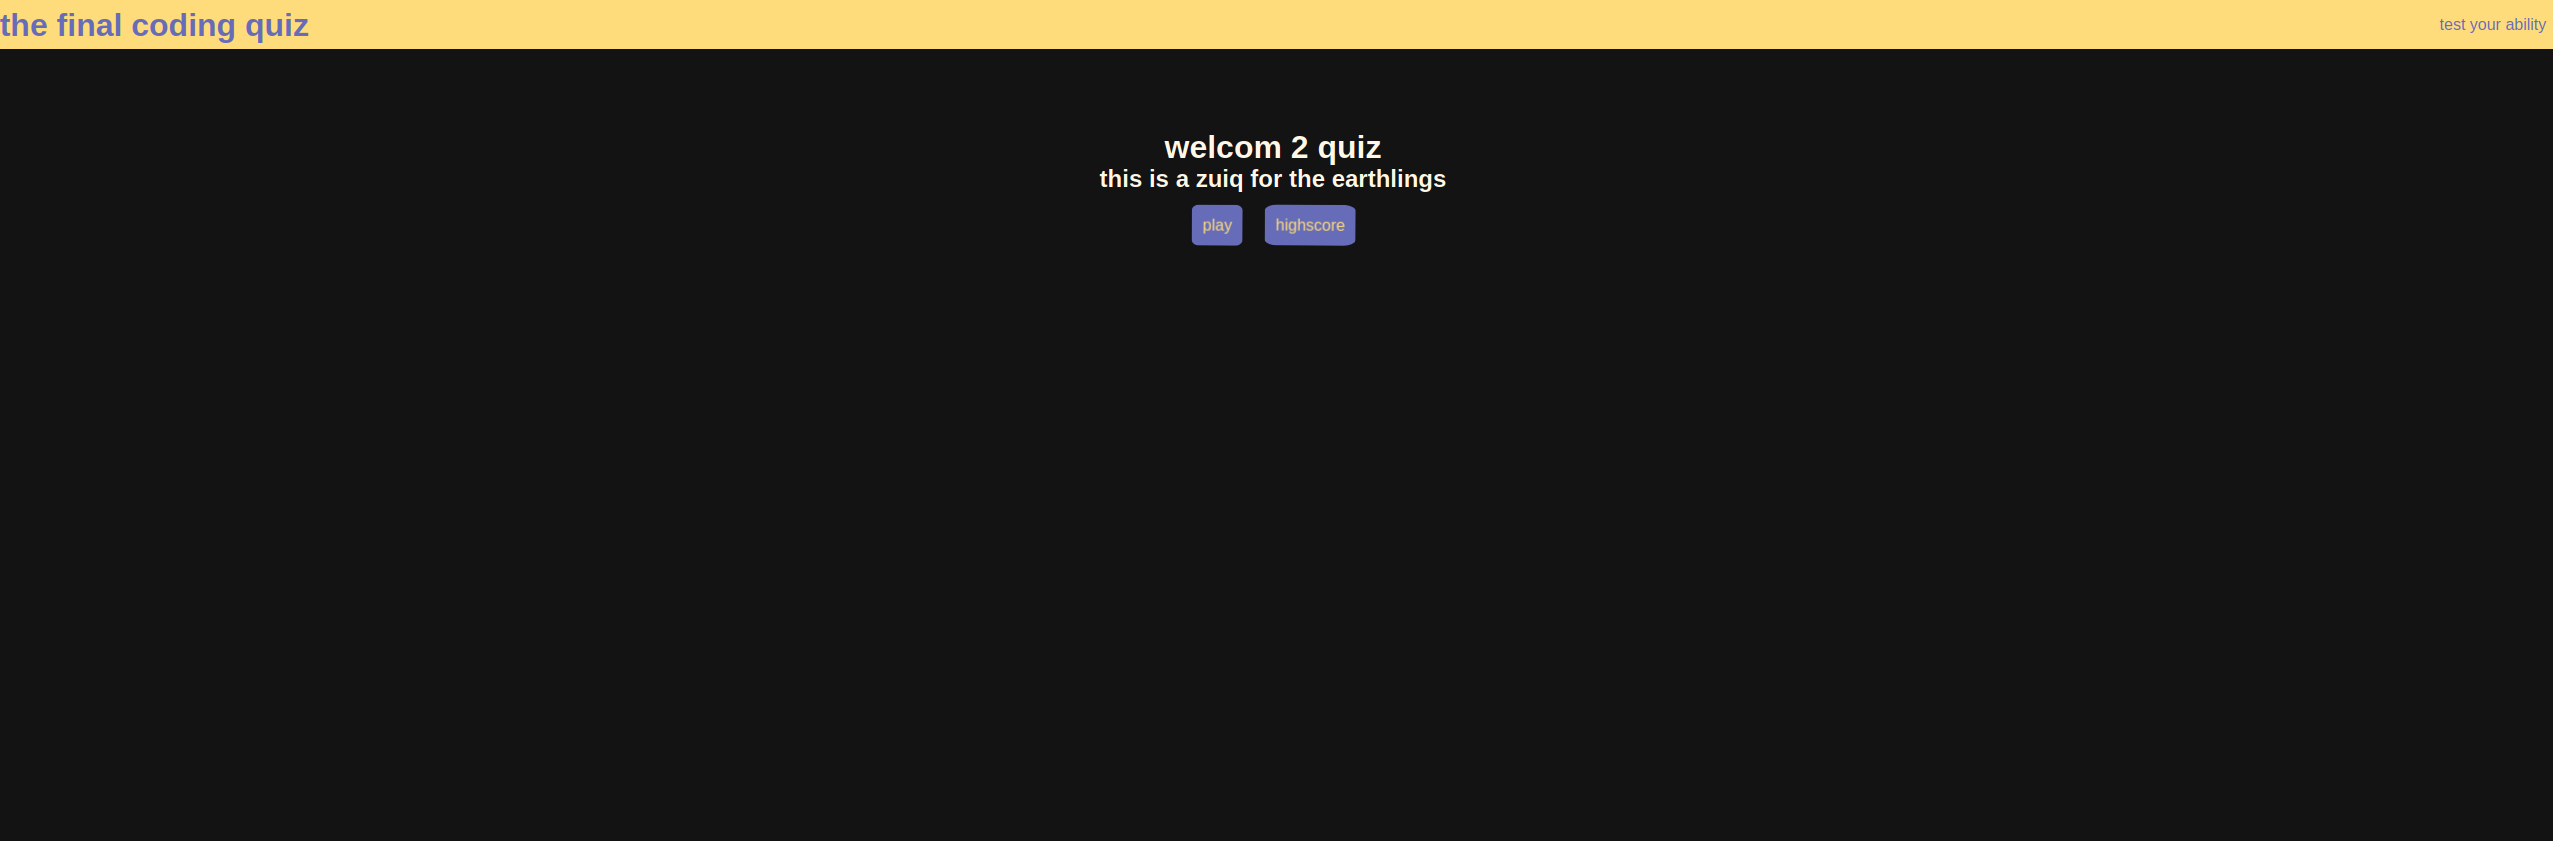 the final coding quiz
test your ability
welcom 2 quiz
this is a zuiq for the earthlings
play
highscore